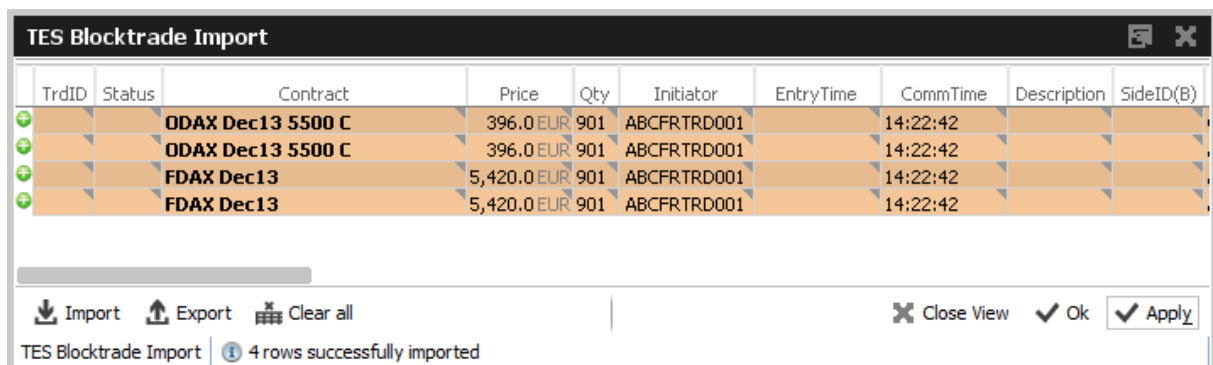 TES Blocktrade Import
TrdID Status Contract Price Qty Initiator EntryTime CommTime Description SideID(B)
ODAX Dec13 5500 C 396.0 EUR 901 ABCFRTRD001 14:22:42
ODAX Dec13 5500 C 396.0 EUR 901 ABCFRTRD001 14:22:42
FDAX Dec13 5,420.0 EUR 901 ABCFRTRD001 14:22:42
FDAX Dec13 5,420.0 EUR 901 ABCFRTRD001 14:22:42
Import Export Clear all Close View Ok Apply
TES Blocktrade Import 4 rows successfully imported